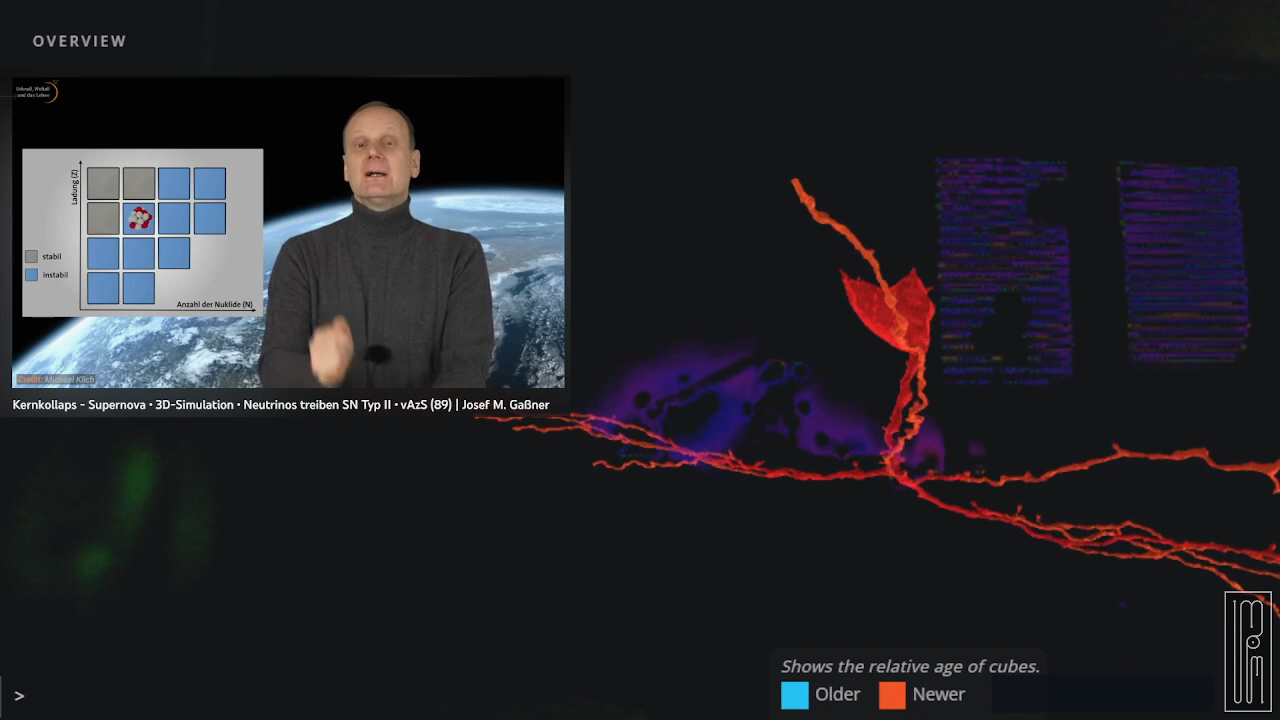 OVERVIEW
Urknall, Weltall
und das Leben
Ladung (Z)
stabil
instabil
Anzahl der Nuklide (N)
Credit: Michael Klich
Kernkollaps - Supernova • 3D-Simulation • Neutrinos treiben SN Typ II • vAzS (89) | Josef M. Gaßner
Shows the relative age of cubes.
Older
Newer
>